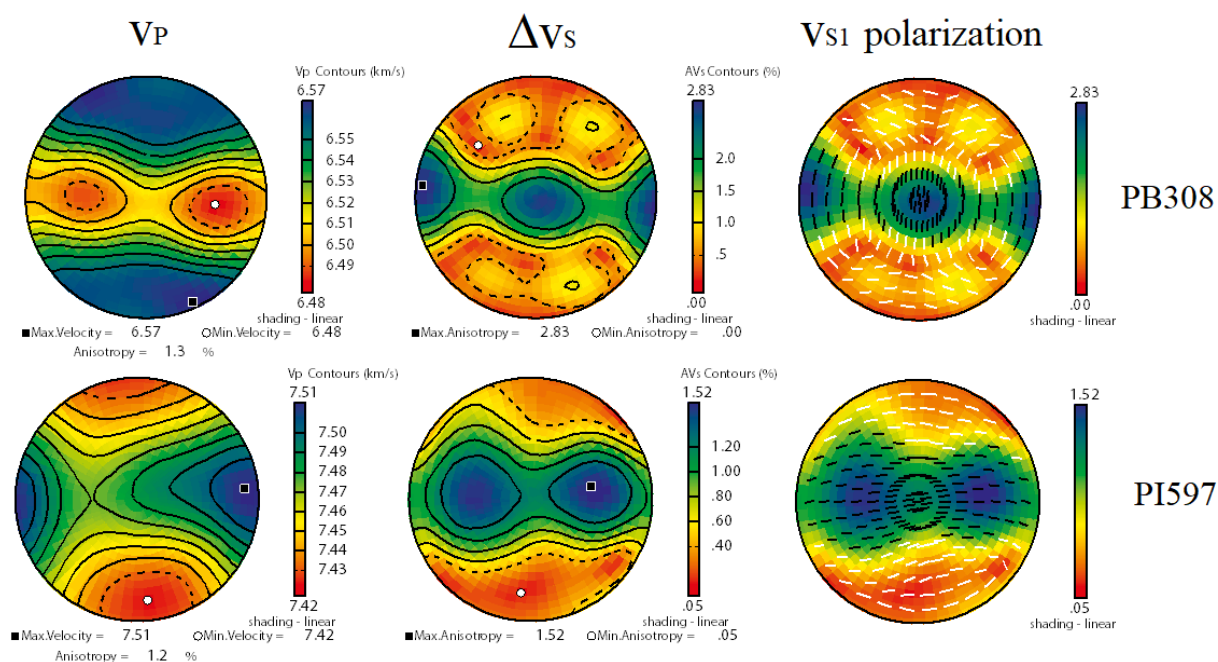 VP
ΔVS
VS1 polarization
Vp Contours (km/s)
6.57
6.55
6.54
6.53
6.52
6.51
6.50
6.49
6.48
shading - linear
Max.Velocity = 6.57 Min.Velocity = 6.48
Anisotropy = 1.3 %
AVs Contours (%)
2.83
2.0
1.5
1.0
.5
.00
shading - linear
Max.Anisotropy = 2.83 Min.Anisotropy = .00
2.83
.00
shading - linear
PB308
Vp Contours (km/s)
7.51
7.50
7.49
7.48
7.47
7.46
7.45
7.44
7.43
7.42
shading - linear
Max.Velocity = 7.51 Min.Velocity = 7.42
Anisotropy = 1.2 %
AVs Contours (%)
1.52
1.20
1.00
.80
.60
.40
.05
shading - linear
Max.Anisotropy = 1.52 Min.Anisotropy = .05
1.52
.05
shading - linear
PI597